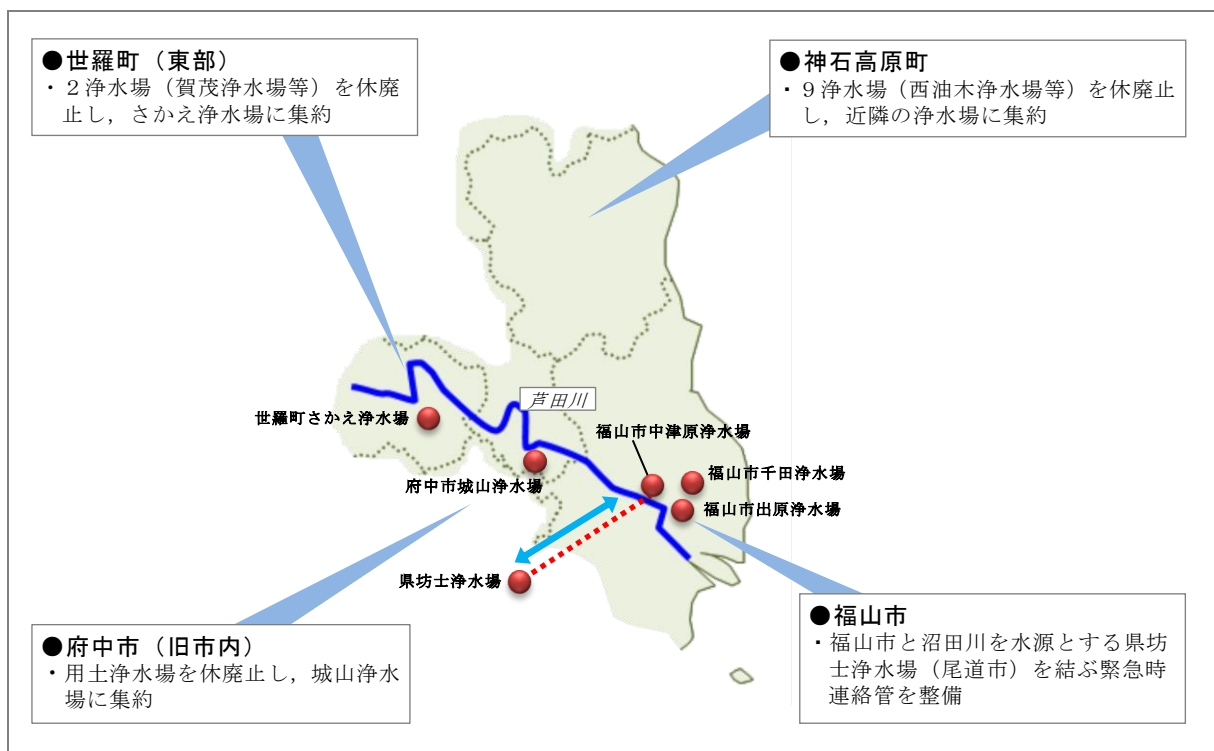 ●世羅町（東部）
・２浄水場（賀茂浄水場等）を休廃
止し，さかえ浄水場に集約
●神石高原町
・９浄水場（西油木浄水場等）を休廃止
し，近隣の浄水場に集約
芦田川
世羅町さかえ浄水場
福山市中津原浄水場
府中市城山浄水場
福山市千田浄水場
福山市出原浄水場
県坊士浄水場
●府中市（旧市内）
・用土浄水場を休廃止し，城山浄水
場に集約
●福山市
・福山市と沼田川を水源とする県坊
士浄水場（尾道市）を結ぶ緊急時
連絡管を整備